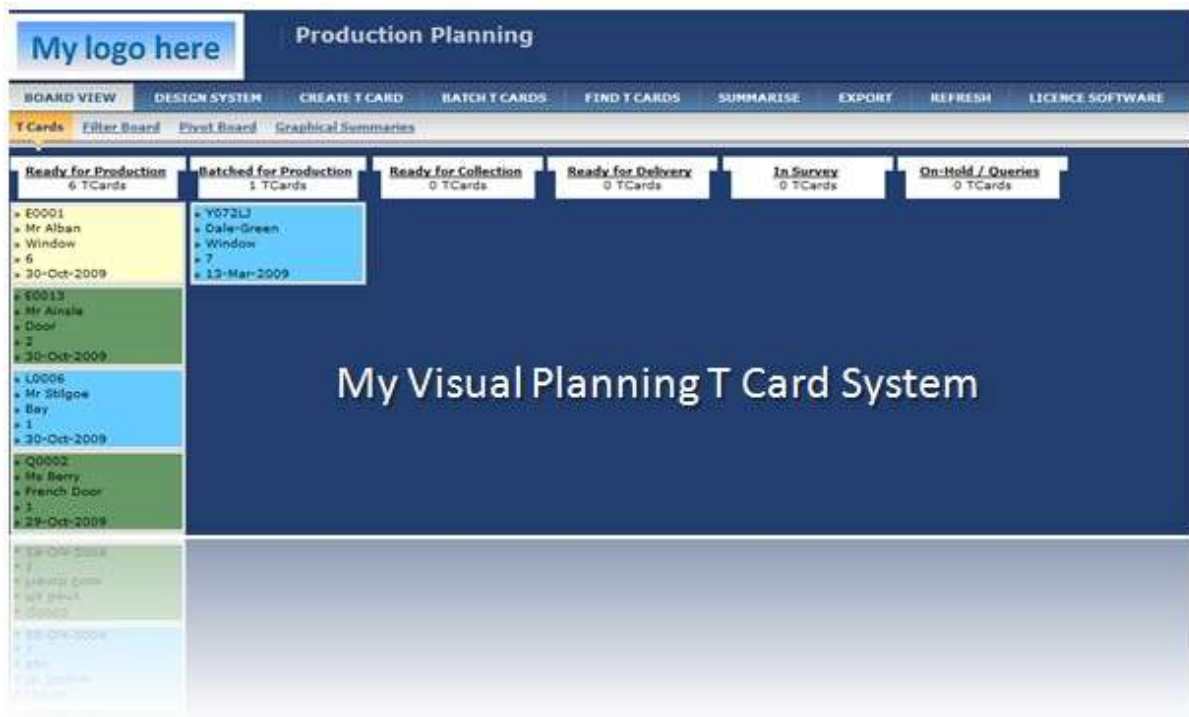 My logo here
Production Planning
BOARD VIEW DESIGN SYSTEM CREATE T CARD BATCH T CARDS FIND T CARDS SUMMARISE EXPORT REFRESH LICENCE SOFTWARE
T Cards Filter Board Pivot Board Graphical Summaries
Ready for Production Batched for Production Ready for Collection Ready for Delivery In Survey On-Hold / Queries
6 TCards 1 TCards 0 TCards 0 TCards 0 TCards 0 TCards
E0001
Mr Alban
Window
6
30-Oct-2009
Y072LJ
Dale-Green
Window
7
13-Mar-2009
E0013
Mr Ainsle
Door
2
30-Oct-2009
L0006
Mr Stilgoe
Bay
1
30-Oct-2009
Q0002
Ms Berry
French Door
1
29-Oct-2009
My Visual Planning T Card System